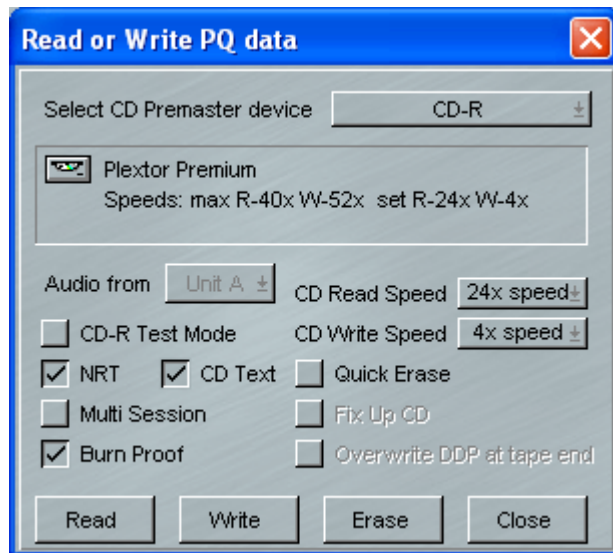 Read or Write PQ data
Select CD Premaster device CD-R
Plextor Premium
Speeds: max R-40x W-52x set R-24x W-4x
Audio from Unit A CD Read Speed 24x speed
CD-R Test Mode CD Write Speed 4x speed
NRT CD Text Quick Erase
Multi Session Fix Up CD
Burn Proof Overwrite DDP at tape end
Read Write Erase Close